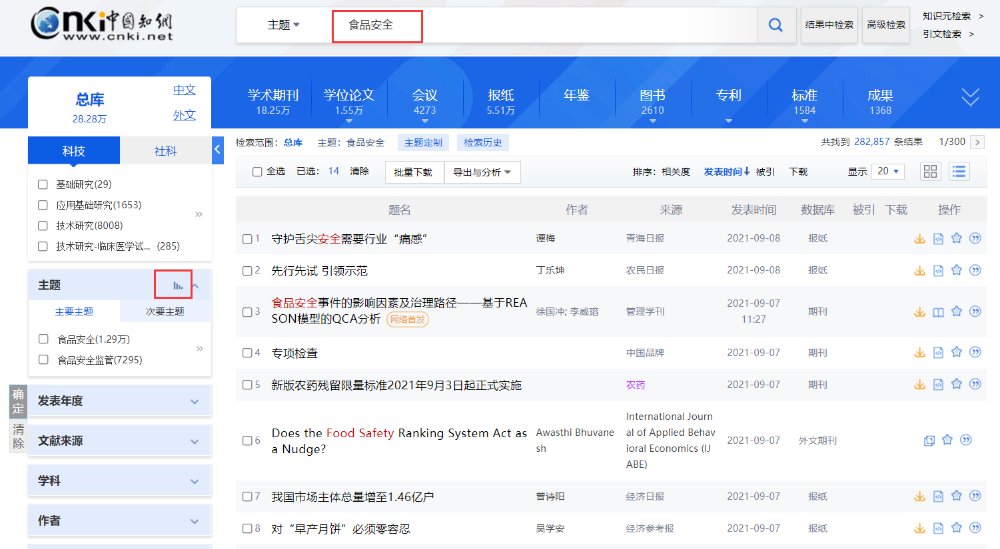 cnki中国知網
www.cnki.net
主题
食品安全
结果中检索
高级检索
知识元检索 >
引文检索 >
总库
28.28万
中文
外文
学术期刊
18.25万
学位论文
1.55万
会议
4273
报纸
5.51万
年鉴
图书
2610
专利
标准
1584
成果
1368
科技
社科
基础研究(29)
应用基础研究(1653)
技术研究(8008)
技术研究-临床医学试... (285)
主题
主要主题
次要主题
食品安全(1.29万)
食品安全监管(7295)
确定
清除
发表年度
文献来源
学科
作者
检索范围：总库 主题：食品安全 主题定制 检索历史
共找到 282,857 条结果 1/300 >
全选 已选：14 清除 批量下载 导出与分析
排序：相关度 发表时间↓ 被引 下载 显示 20
题名 作者 来源 发表时间 数据库 被引 下载 操作
1 守护舌尖安全需要行业“痛感” 谭梅 青海日报 2021-09-08 报纸
2 先行先试 引领示范 丁乐坤 农民日报 2021-09-08 报纸
3 食品安全事件的影响因素及治理路径——基于REA
SON模型的QCA分析 网络首发
徐国冲; 李威瑢 管理学刊
2021-09-07
11:27
期刊
4 专项检查 中国品牌 2021-09-07 期刊
5 新版农药残留限量标准2021年9月3日起正式实施 农药 2021-09-07 期刊
6 Does the Food Safety Ranking System Act as
a Nudge?
Awasthi Bhuvane
sh
International Journ
al of Applied Behav
ioral Economics (IJ
ABE)
2021-09-07 外文期刊
7 我国市场主体总量增至1.46亿户 曾诗阳 经济日报 2021-09-07 报纸
8 对“早产月饼”必须零容忍 吴学安 经济参考报 2021-09-07 报纸